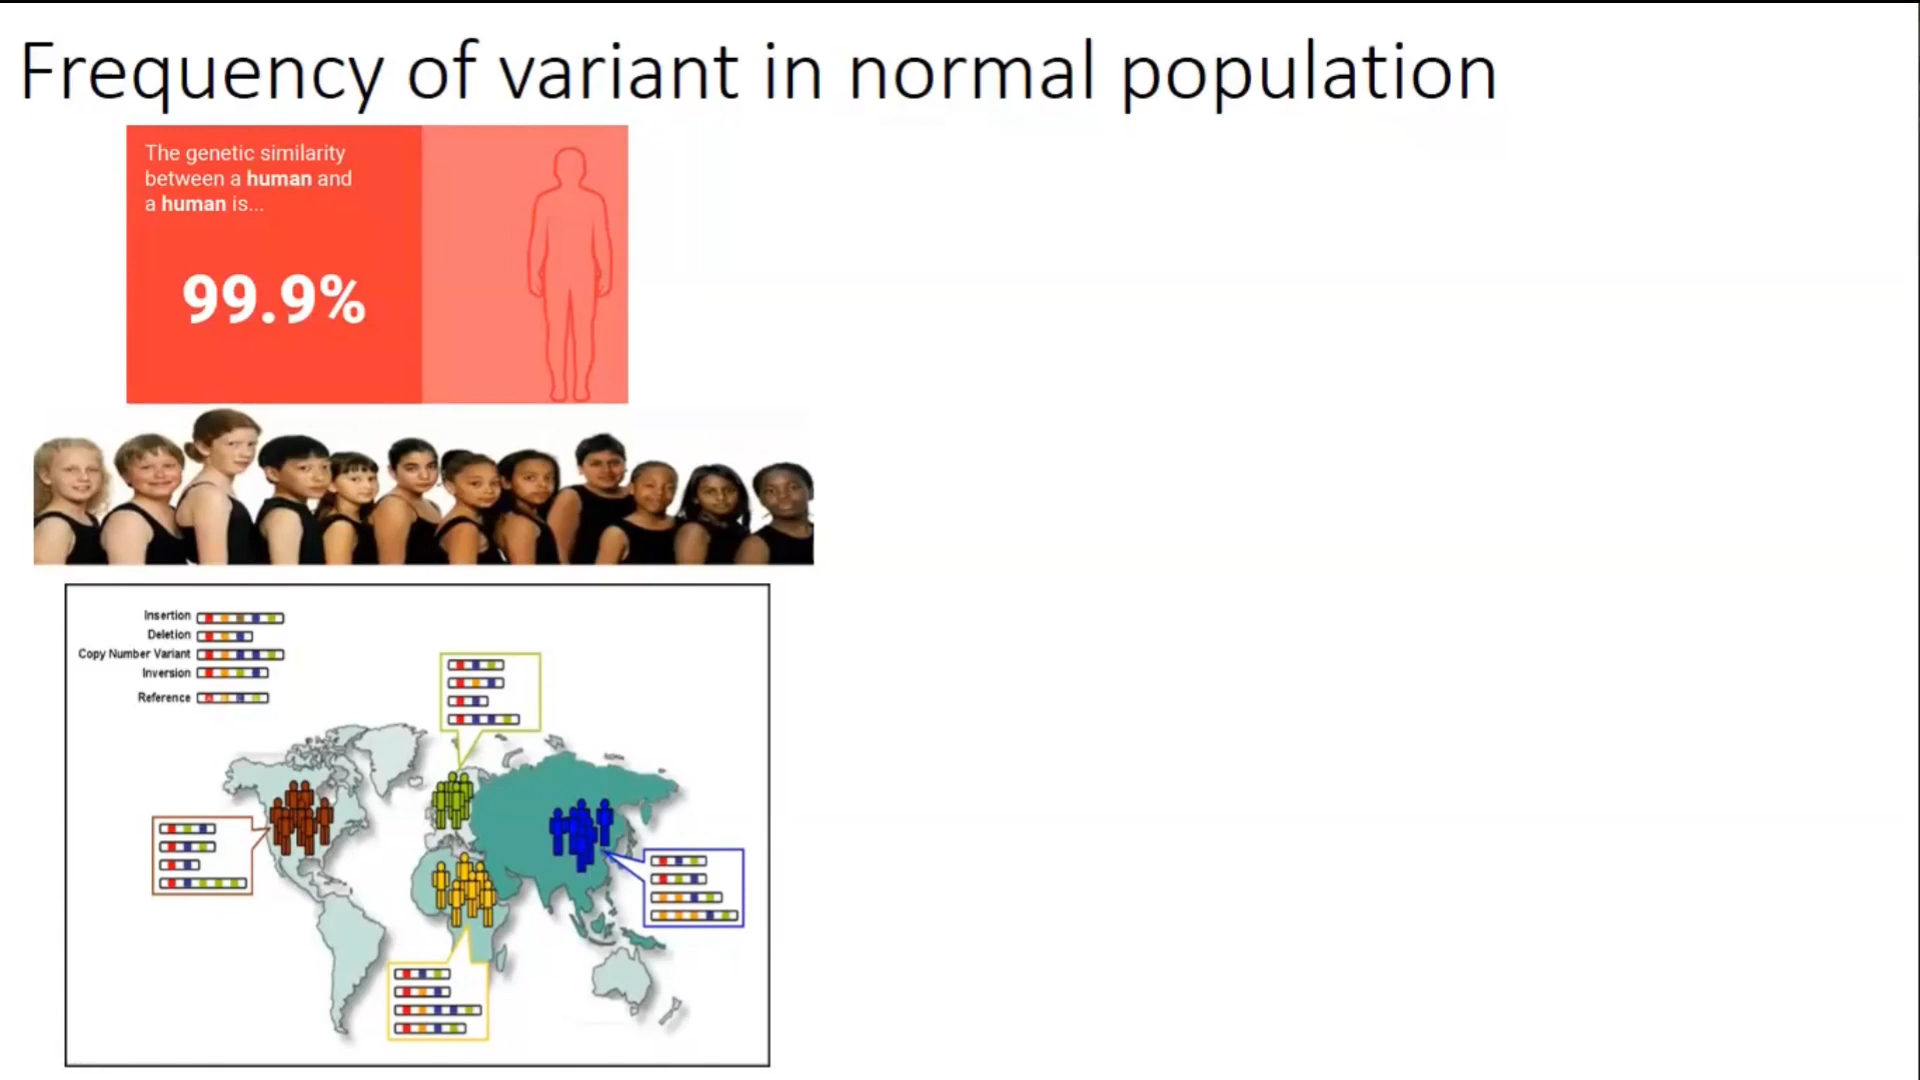 Frequency of variant in normal population
The genetic similarity
between a human and
a human is...
99.9%
Insertion
Deletion
Copy Number Variant
Inversion
Reference